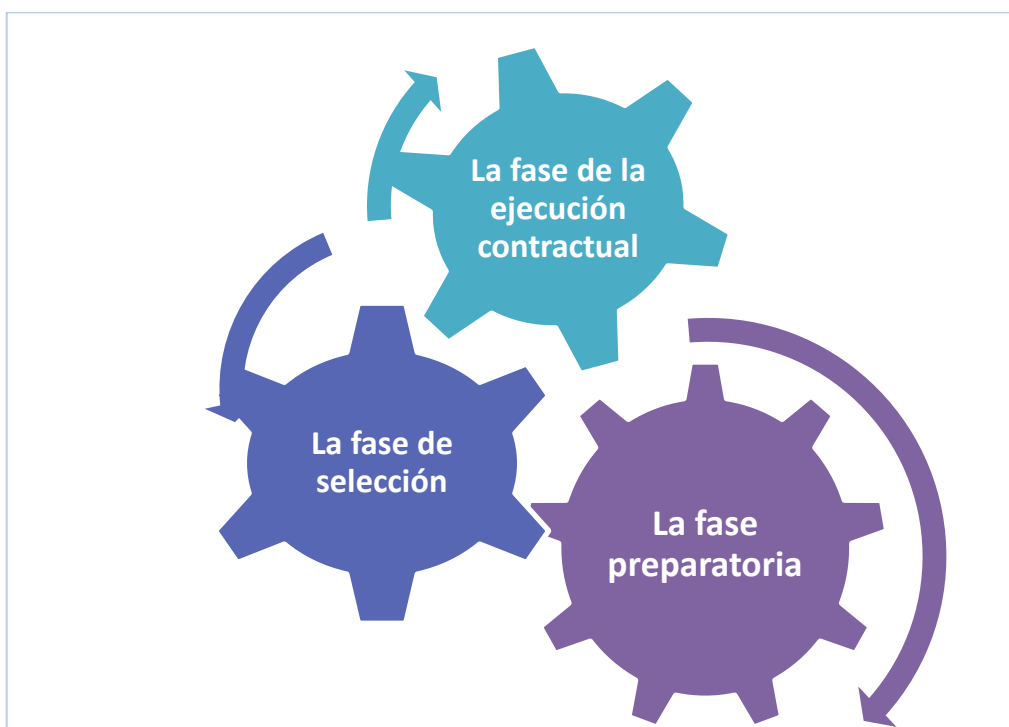 La fase de la
ejecución
contractual
La fase de
selección
La fase
preparatoria